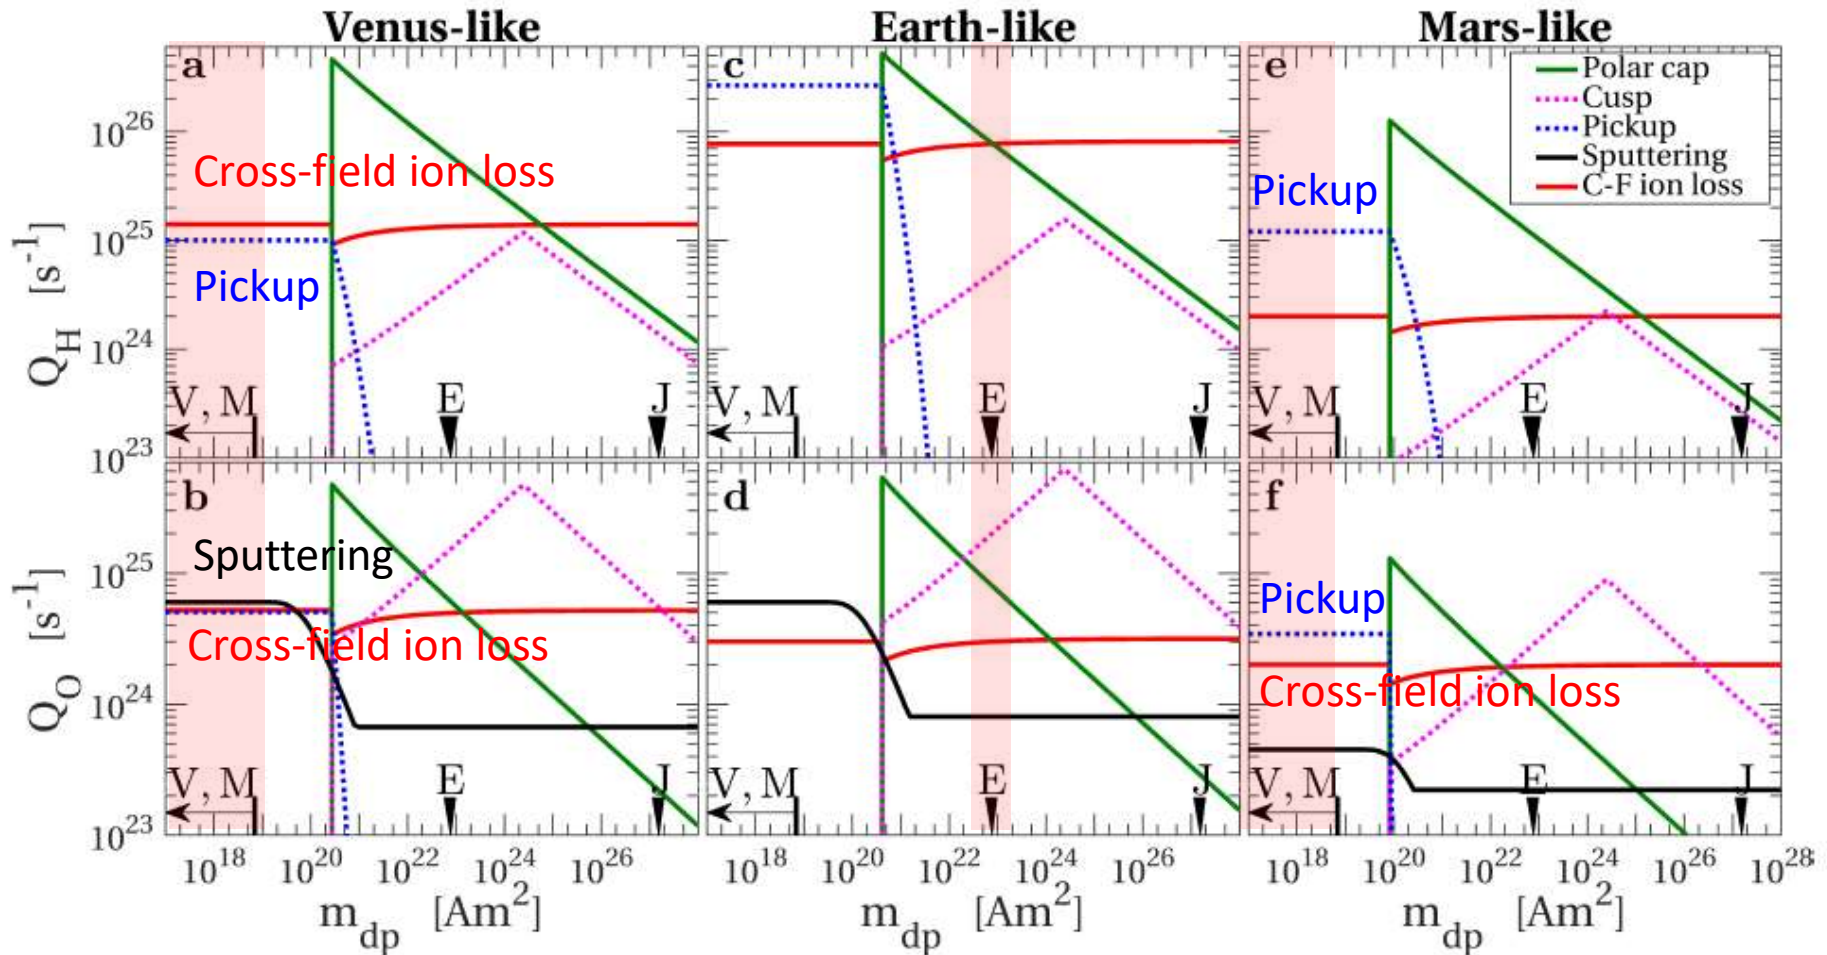 Venus-like
Earth-like
Mars-like
a
c
e
Polar cap
Cusp
Pickup
Sputtering
C-F ion loss
Cross-field ion loss
Pickup
Pickup
Q_H [s^-1]
10^26
10^25
10^24
10^23
V, M
E
J
V, M
E
J
V, M
E
J
b
d
f
Sputtering
Cross-field ion loss
Pickup
Cross-field ion loss
Q_O [s^-1]
10^25
10^24
10^23
V, M
E
J
V, M
E
J
V, M
E
J
10^18 10^20 10^22 10^24 10^26
10^18 10^20 10^22 10^24 10^26
10^18 10^20 10^22 10^24 10^26 10^28
m_dp [Am^2]
m_dp [Am^2]
m_dp [Am^2]